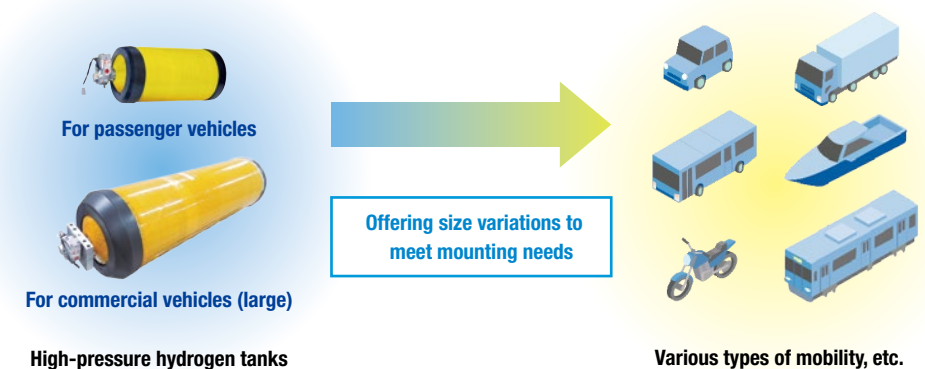 For passenger vehicles
For commercial vehicles (large)
High-pressure hydrogen tanks
Offering size variations to
meet mounting needs
Various types of mobility, etc.